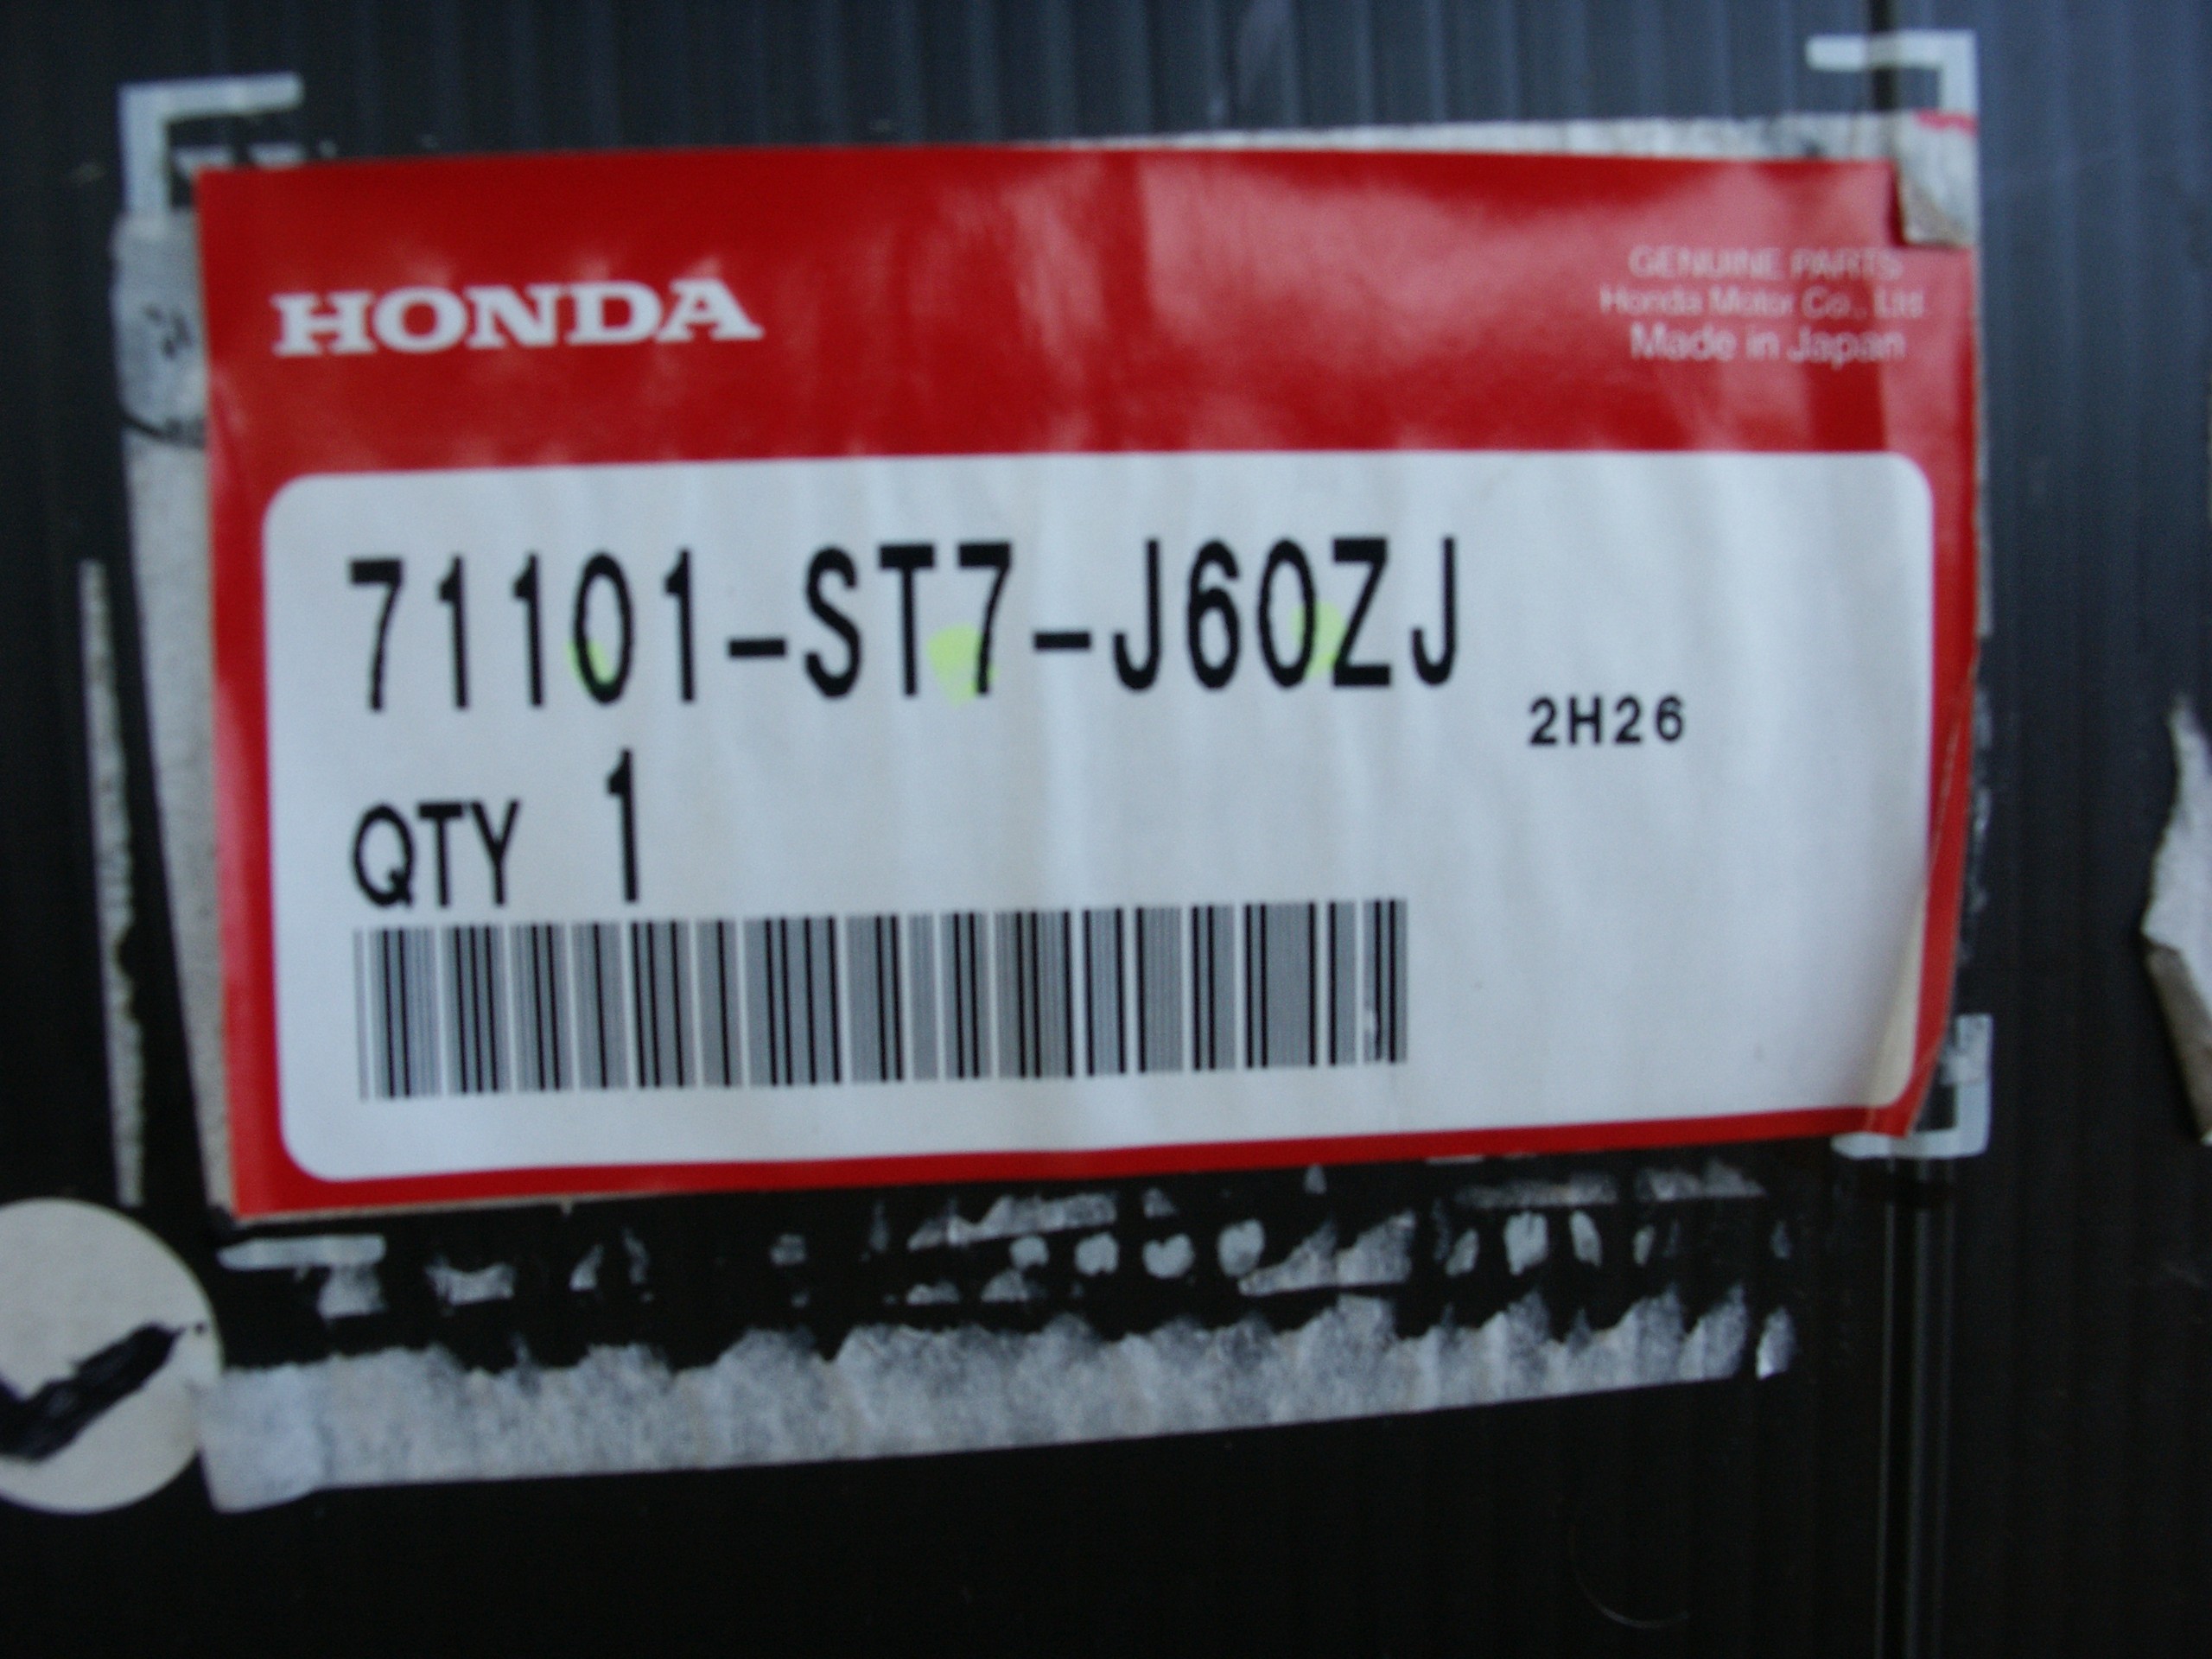 HONDA
GENUINE PARTS
Honda Motor Co., Ltd.
Made in Japan
71101-ST7-J60ZJ
2H26
QTY 1